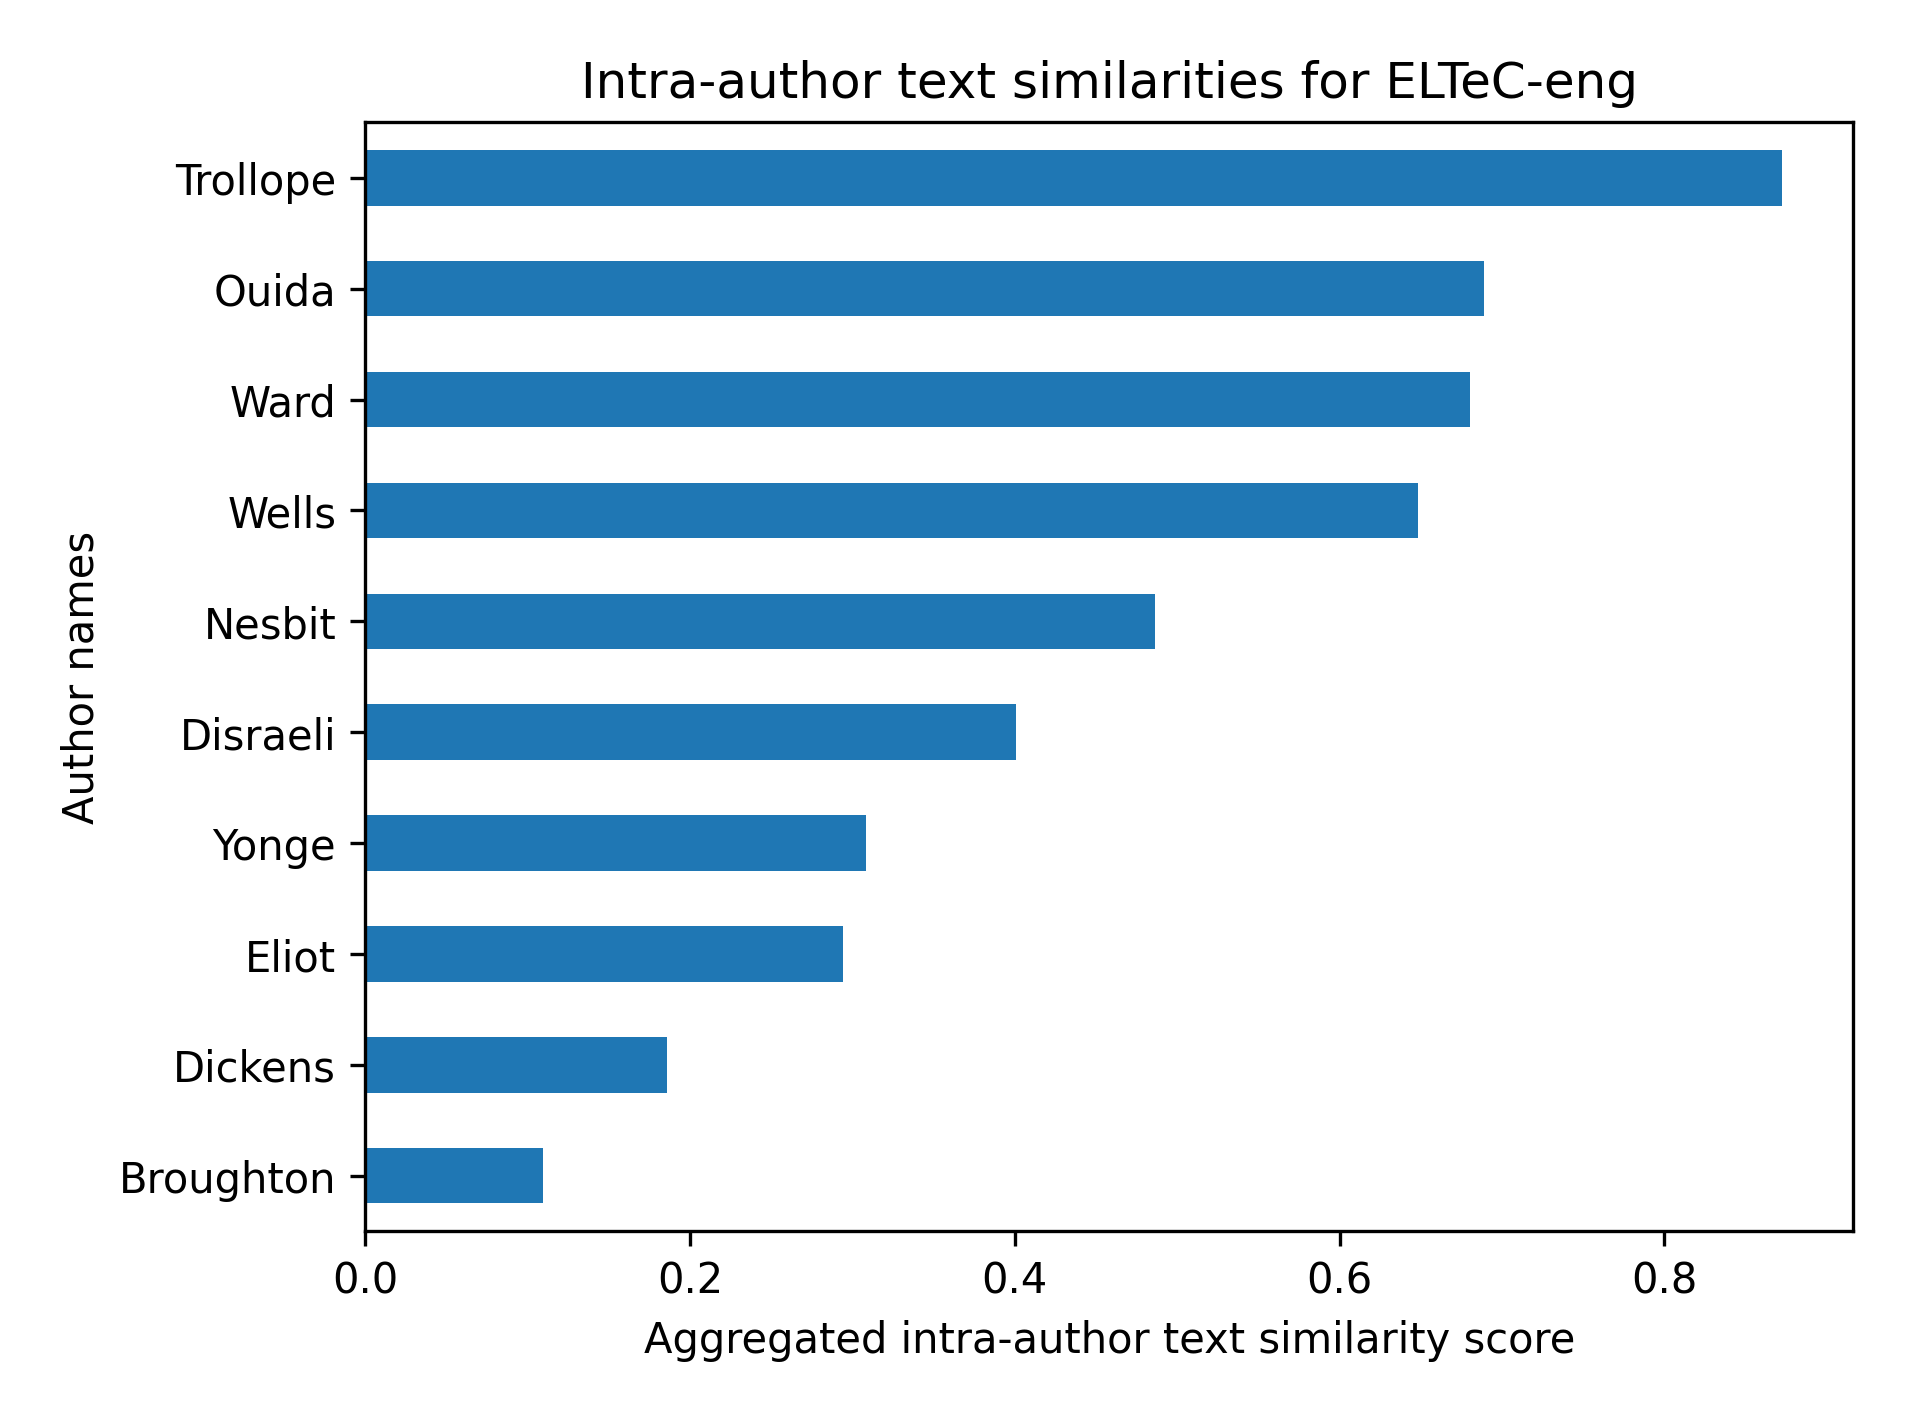 Intra-author text similarities for ELTeC-eng
Author names
Trollope
Ouida
Ward
Wells
Nesbit
Disraeli
Yonge
Eliot
Dickens
Broughton
0.0 0.2 0.4 0.6 0.8
Aggregated intra-author text similarity score